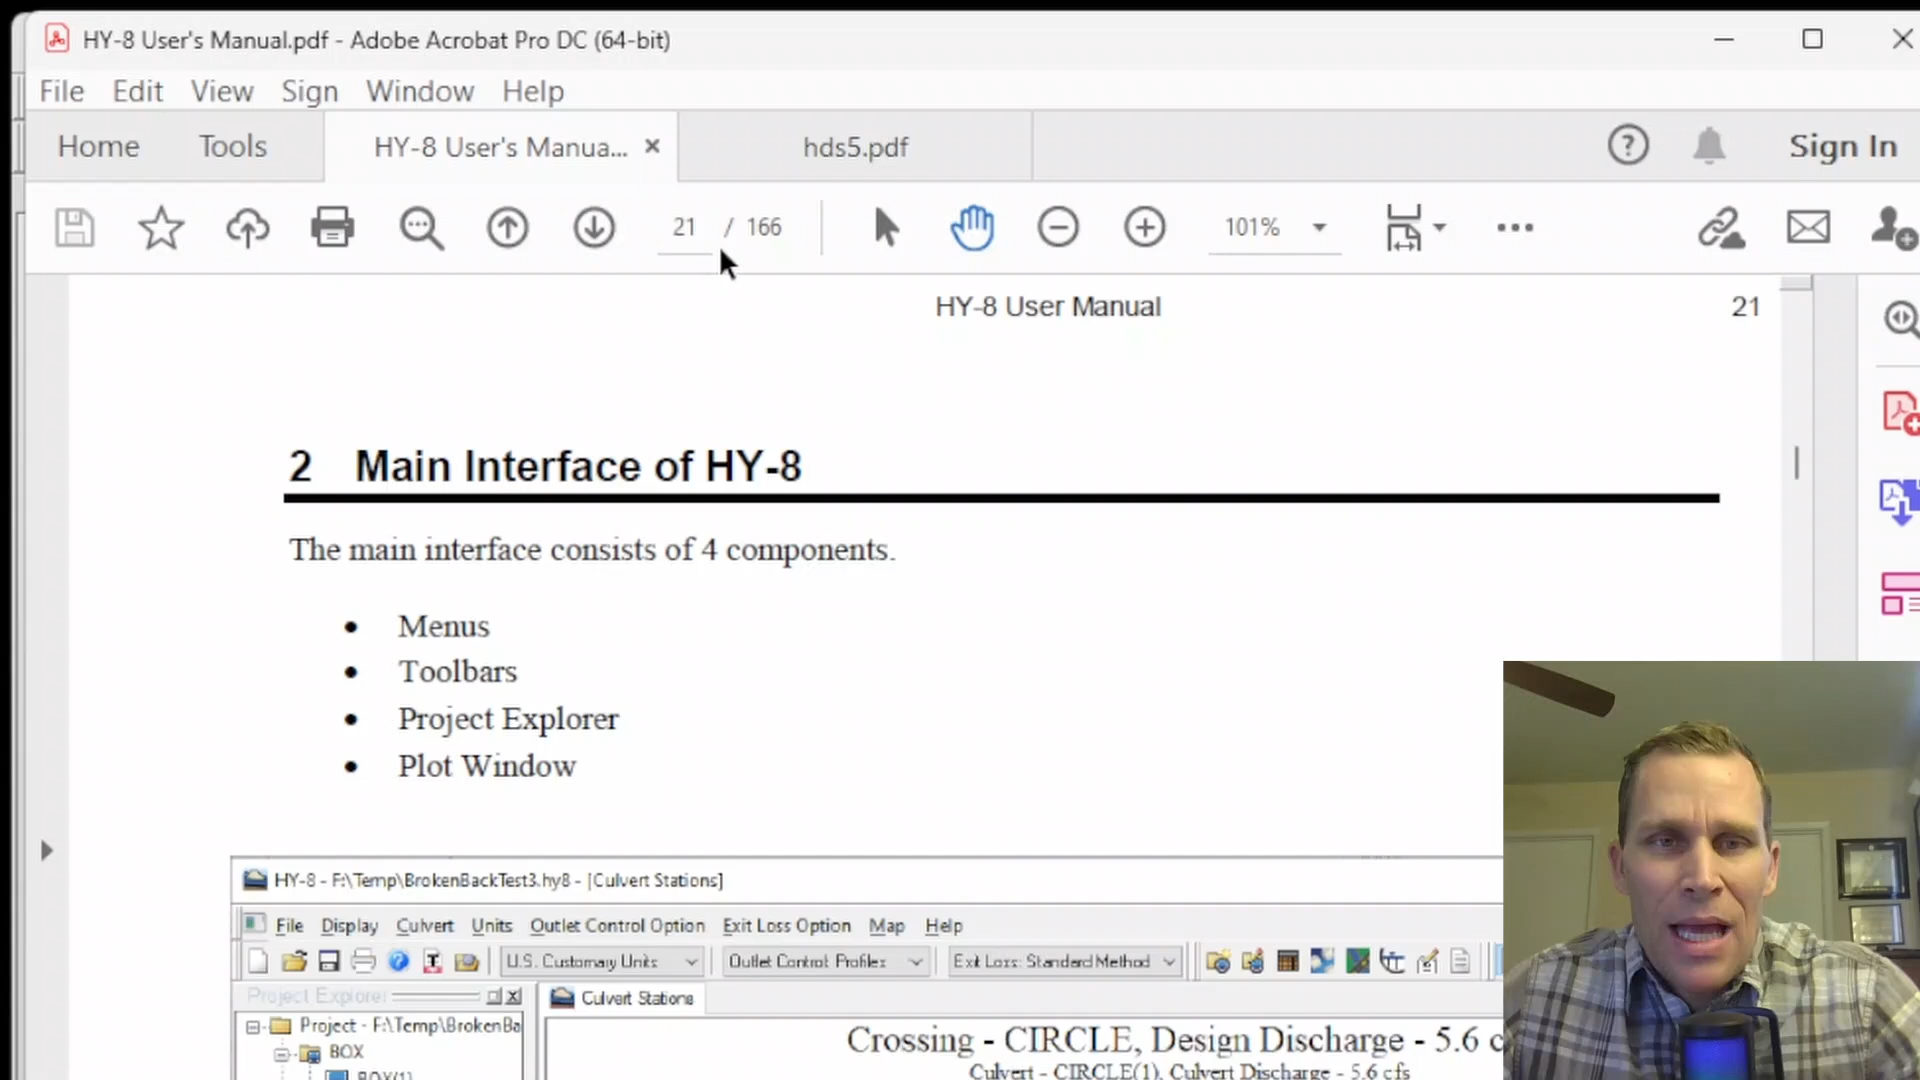 HY-8 User's Manual.pdf - Adobe Acrobat Pro DC (64-bit)
File Edit View Sign Window Help
Home Tools HY-8 User's Manua... × hds5.pdf Sign In
21 / 166 101%
HY-8 User Manual 21
2 Main Interface of HY-8
The main interface consists of 4 components.
• Menus
• Toolbars
• Project Explorer
• Plot Window
HY-8 - F:\Temp\BrokenBackTest3.hy8 - [Culvert Stations]
File Display Culvert Units Outlet Control Option Exit Loss Option Map Help
U.S. Customary Units Outlet Control Profiles Exit Loss: Standard Method
Project Explorer Culvert Stations
Project - F:\Temp\BrokenBa
Crossing - CIRCLE, Design Discharge - 5.6 c
BOX
Culvert - CIRCLE(1), Culvert Discharge - 5.6 cfs
BOX(1)